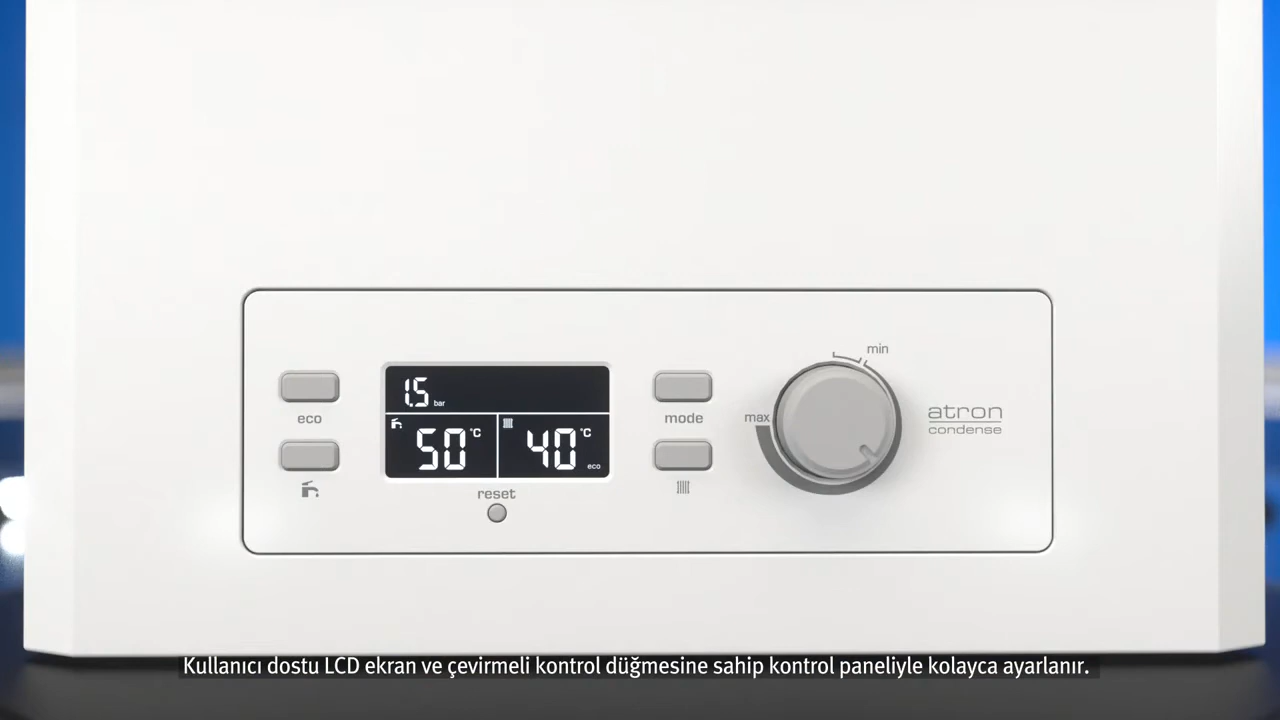 min
1.5 bar
max
atron
condense
eco
mode
50 °C
40 °C
eco
reset
Kullanıcı dostu LCD ekran ve çevirmeli kontrol düğmesine sahip kontrol paneliyle kolayca ayarlanır.